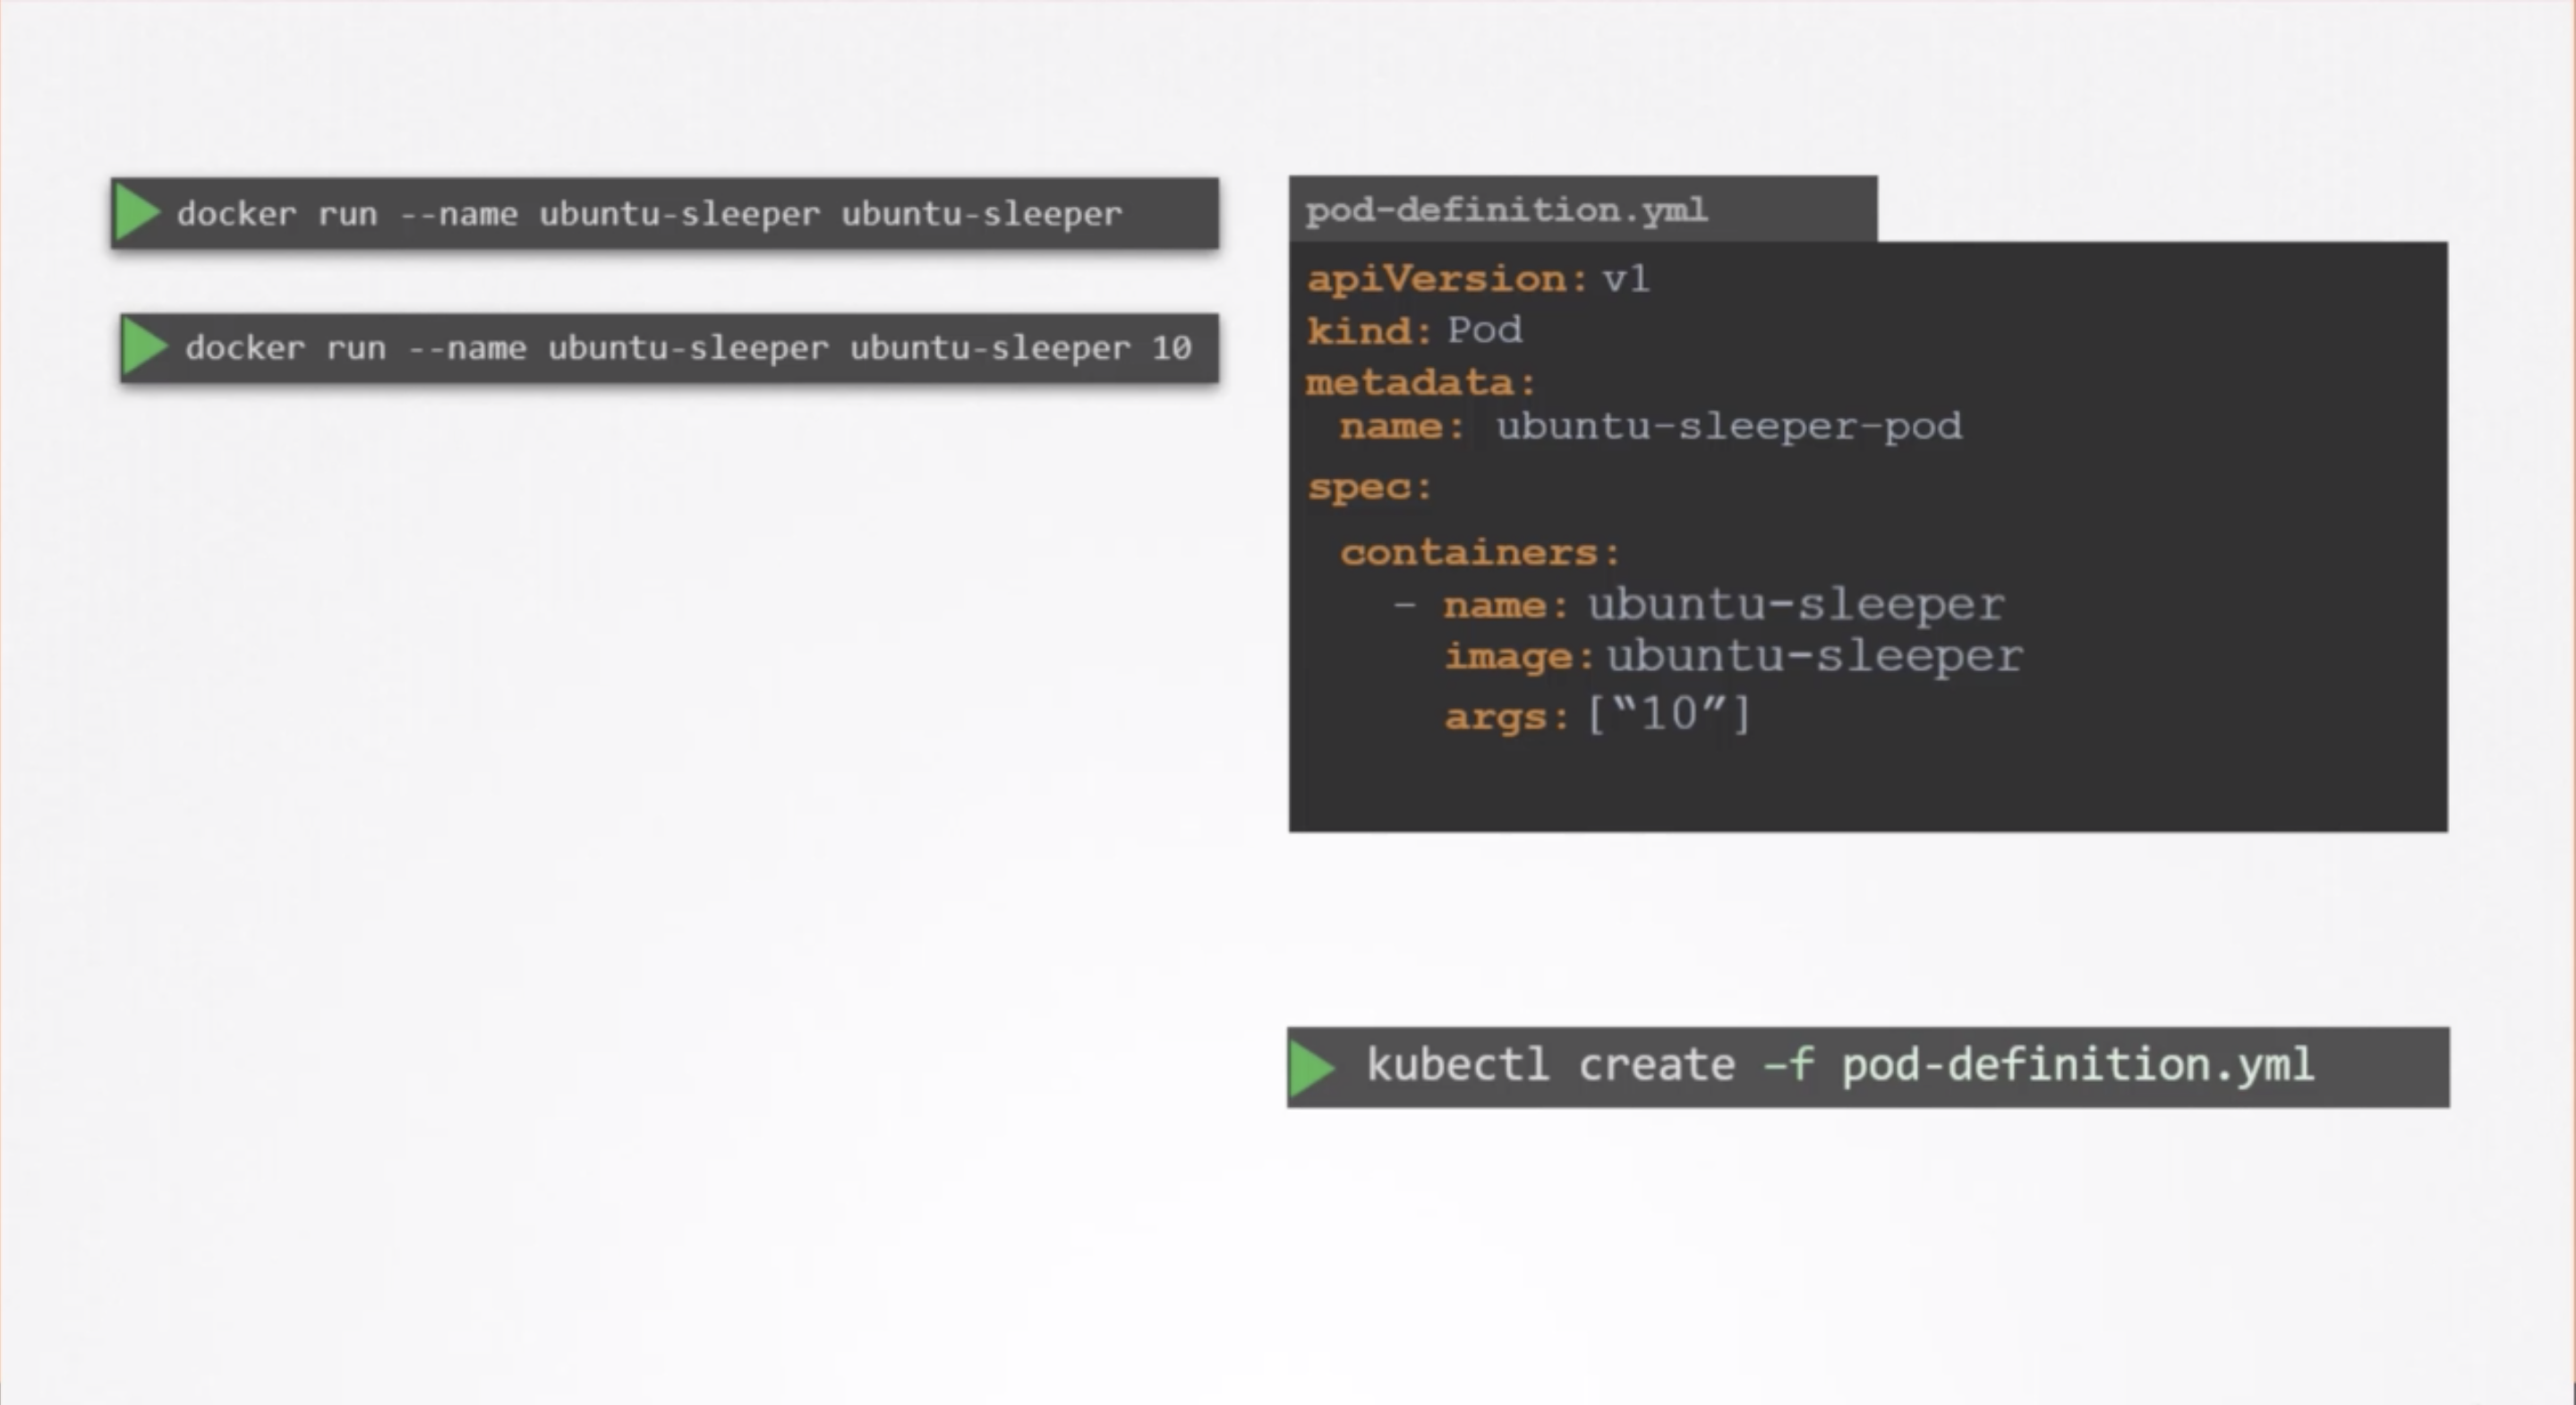 docker run --name ubuntu-sleeper ubuntu-sleeper
docker run --name ubuntu-sleeper ubuntu-sleeper 10
pod-definition.yml
apiVersion: v1
kind: Pod
metadata:
name: ubuntu-sleeper-pod
spec:
containers:
- name: ubuntu-sleeper
image: ubuntu-sleeper
args: [“10”]
kubectl create –f pod-definition.yml